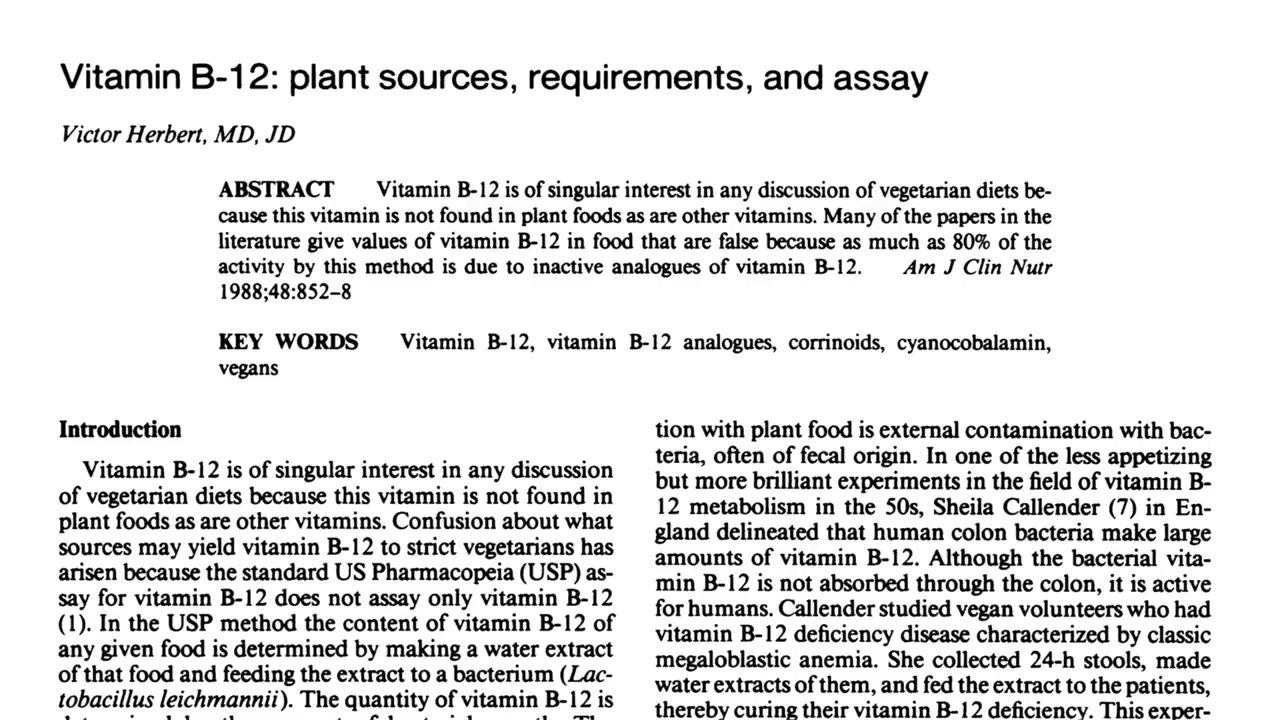 Vitamin B-12: plant sources, requirements, and assay
Victor Herbert, MD, JD
ABSTRACT Vitamin B-12 is of singular interest in any discussion of vegetarian diets be-
cause this vitamin is not found in plant foods as are other vitamins. Many of the papers in the
literature give values of vitamin B-12 in food that are false because as much as 80% of the
activity by this method is due to inactive analogues of vitamin B-12. Am J Clin Nutr
1988;48:852–8
KEY WORDS Vitamin B-12, vitamin B-12 analogues, corrinoids, cyanocobalamin,
vegans
Introduction
Vitamin B-12 is of singular interest in any discussion
of vegetarian diets because this vitamin is not found in
plant foods as are other vitamins. Confusion about what
sources may yield vitamin B-12 to strict vegetarians has
arisen because the standard US Pharmacopeia (USP) as-
say for vitamin B-12 does not assay only vitamin B-12
(1). In the USP method the content of vitamin B-12 of
any given food is determined by making a water extract
of that food and feeding the extract to a bacterium (Lac-
tobacillus leichmannii). The quantity of vitamin B-12 is
tion with plant food is external contamination with bac-
teria, often of fecal origin. In one of the less appetizing
but more brilliant experiments in the field of vitamin B-
12 metabolism in the 50s, Sheila Callender (7) in En-
gland delineated that human colon bacteria make large
amounts of vitamin B-12. Although the bacterial vita-
min B-12 is not absorbed through the colon, it is active
for humans. Callender studied vegan volunteers who had
vitamin B-12 deficiency disease characterized by classic
megaloblastic anemia. She collected 24-h stools, made
water extracts of them, and fed the extract to the patients,
thereby curing their vitamin B-12 deficiency. This exper-